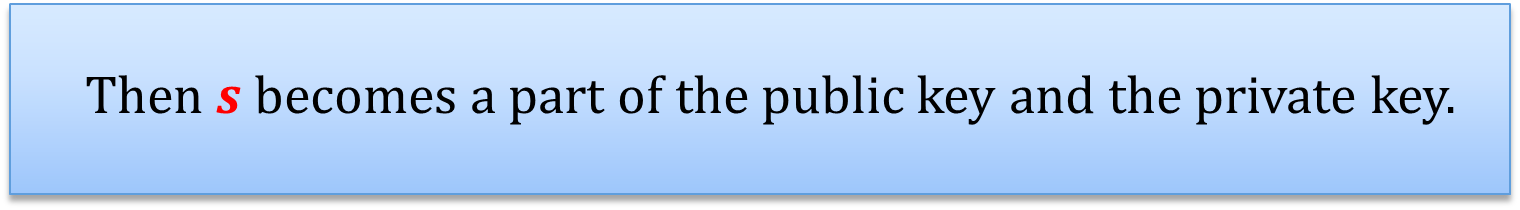 Then s becomes a part of the public key and the private key.